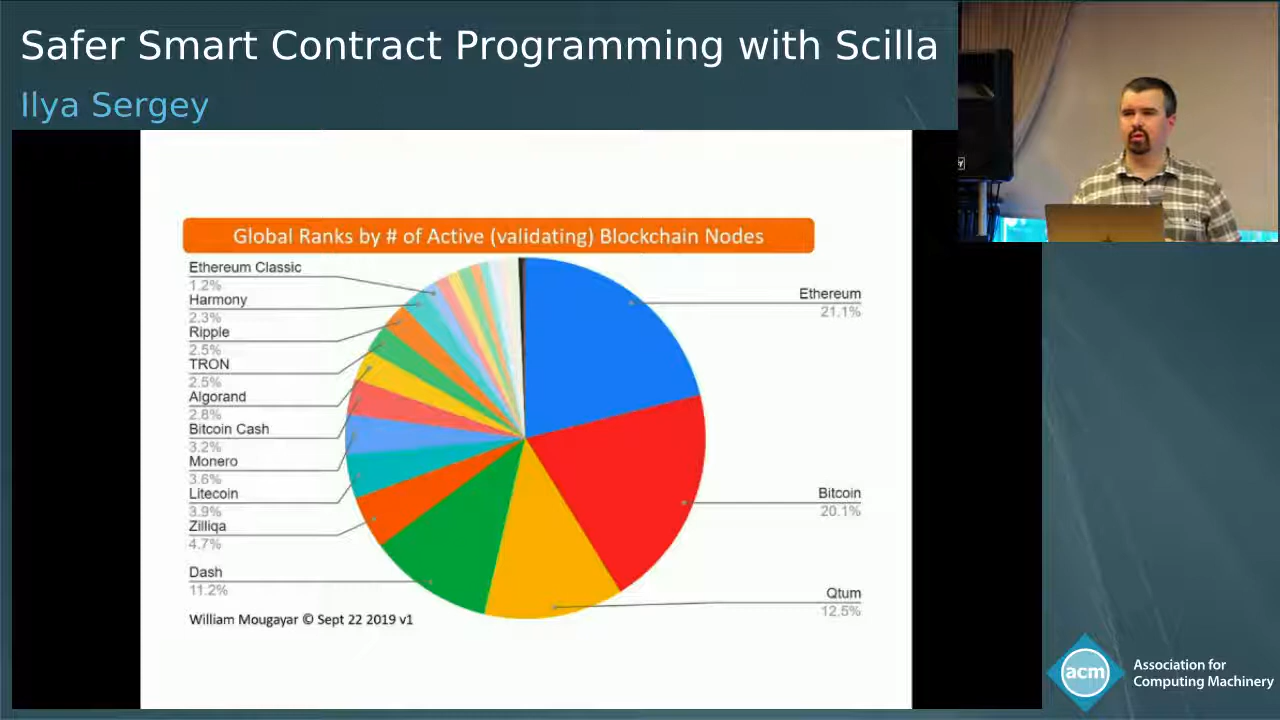 Safer Smart Contract Programming with Scilla
Ilya Sergey
Global Ranks by # of Active (validating) Blockchain Nodes
Ethereum Classic
1.2%
Harmony
2.3%
Ripple
2.5%
TRON
2.5%
Algorand
2.8%
Bitcoin Cash
3.2%
Monero
3.6%
Litecoin
3.9%
Zilliqa
4.7%
Dash
11.2%
Ethereum
21.1%
Bitcoin
20.1%
Qtum
12.5%
William Mougayar © Sept 22 2019 v1
acm
Association for
Computing Machinery